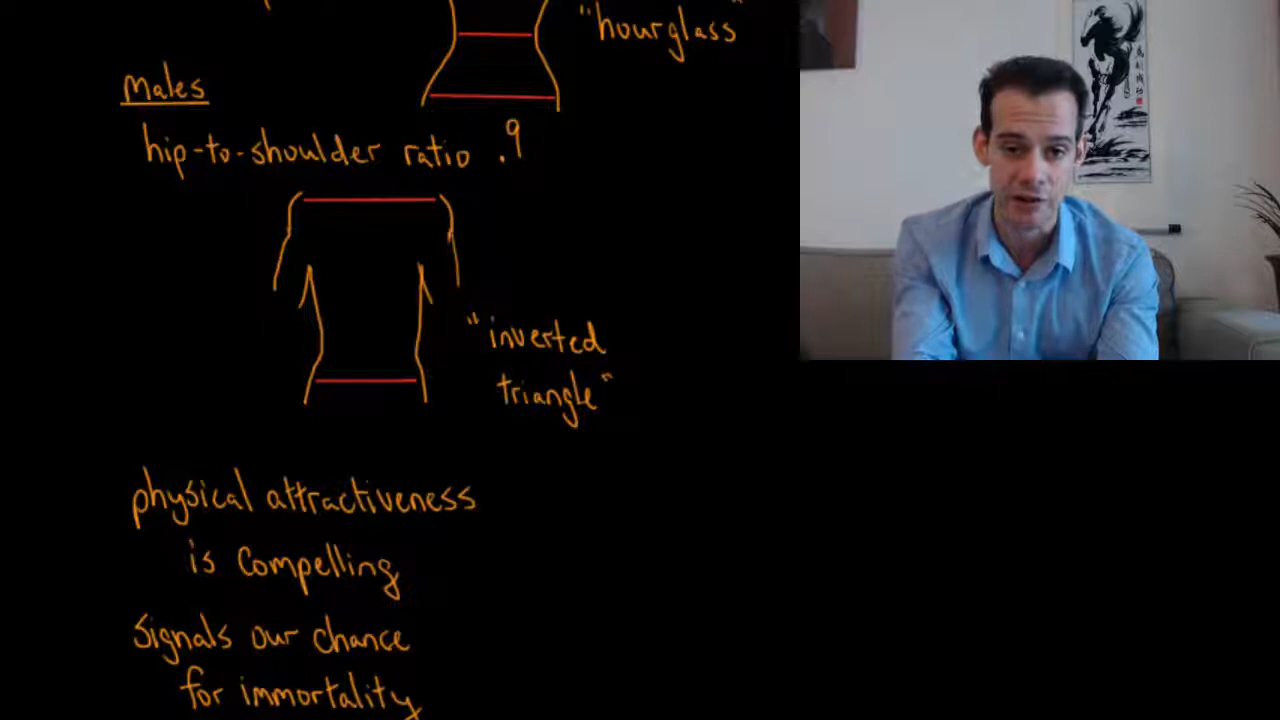 "hourglass"
Males
hip-to-shoulder ratio .9
"inverted
triangle"
physical attractiveness
is compelling
signals our chance
for immortality